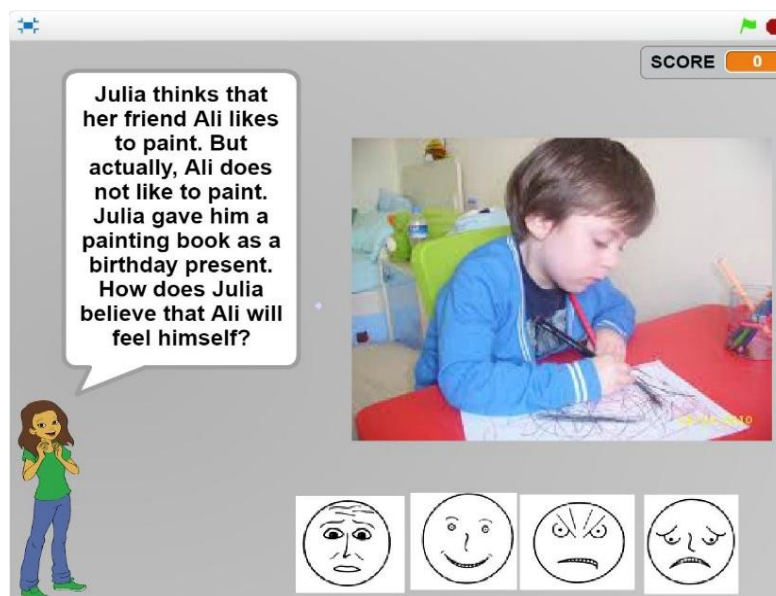 SCORE 0
Julia thinks that
her friend Ali likes
to paint. But
actually, Ali does
not like to paint.
Julia gave him a
painting book as a
birthday present.
How does Julia
believe that Ali will
feel himself?